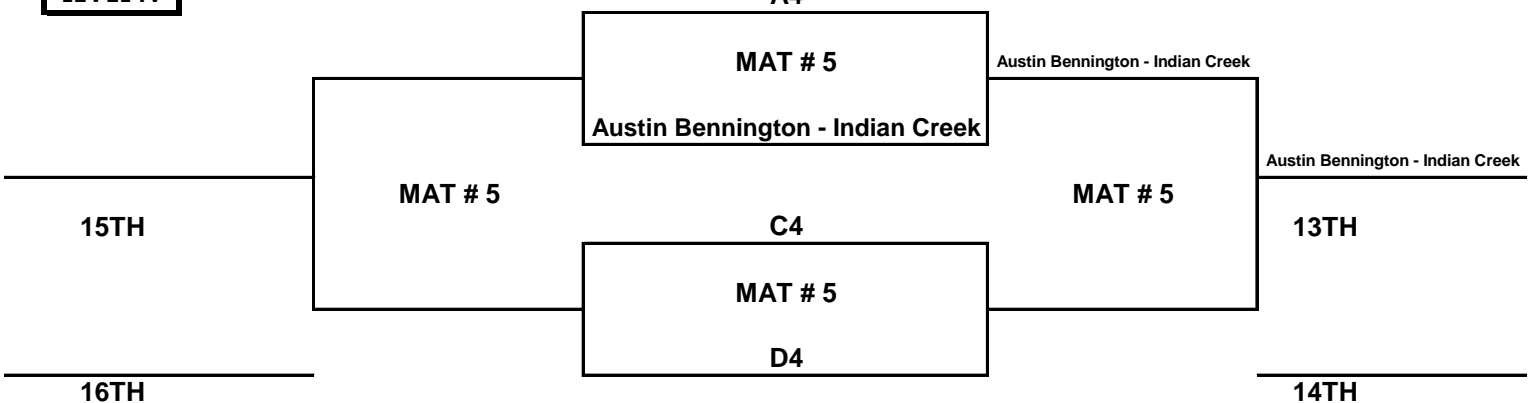 A4
MAT # 5
Austin Bennington - Indian Creek
Austin Bennington - Indian Creek
Austin Bennington - Indian Creek
MAT # 5
MAT # 5
15TH
C4
13TH
MAT # 5
D4
16TH
14TH